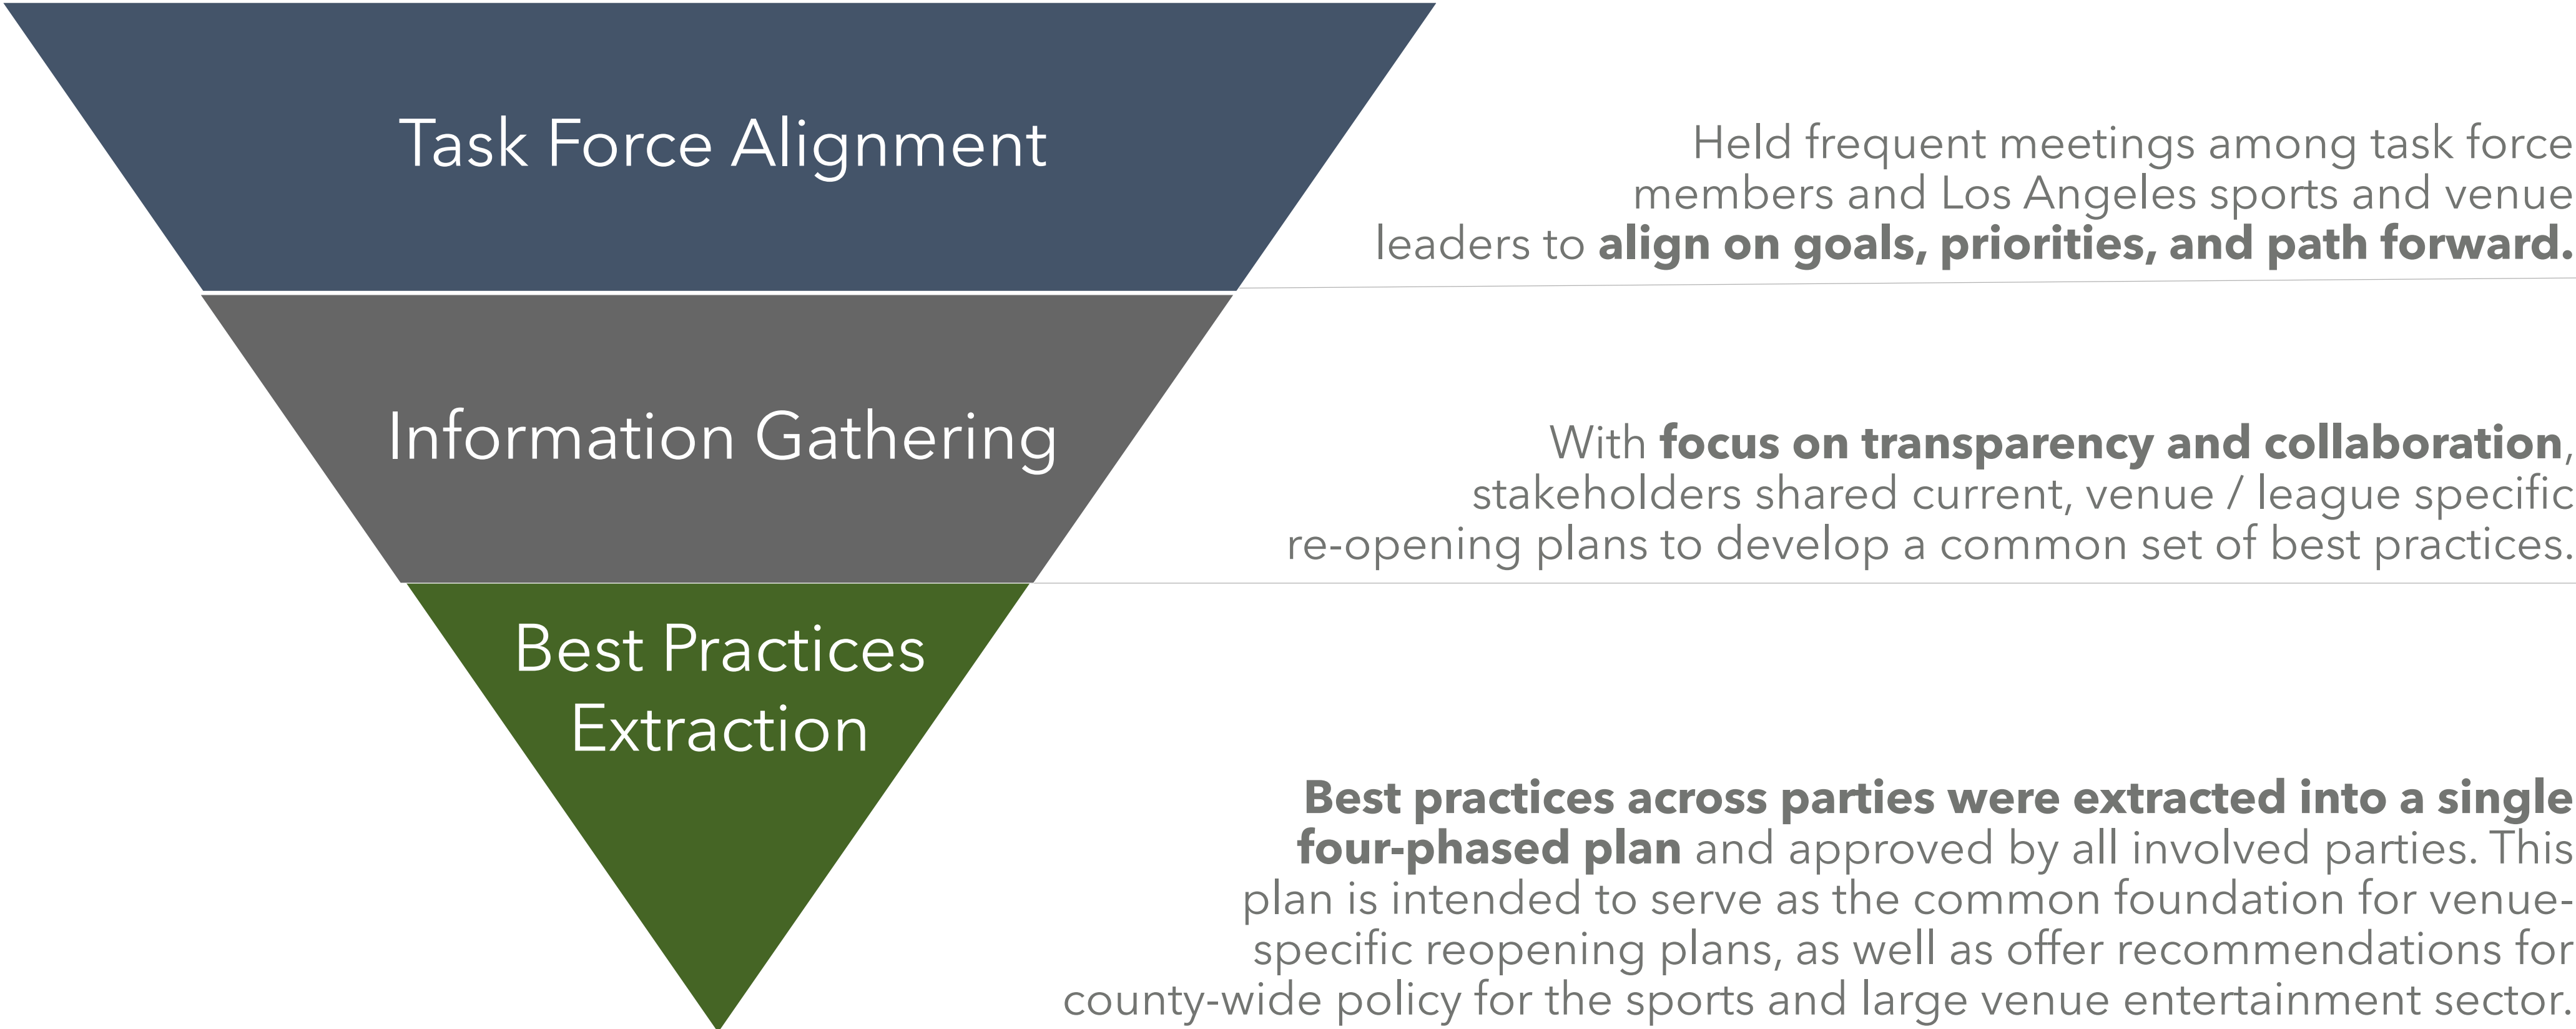 Task Force Alignment
Held frequent meetings among task force
members and Los Angeles sports and venue
leaders to align on goals, priorities, and path forward.
Information Gathering
With focus on transparency and collaboration,
stakeholders shared current, venue / league specific
re-opening plans to develop a common set of best practices.
Best Practices
Extraction
Best practices across parties were extracted into a single
four-phased plan and approved by all involved parties. This
plan is intended to serve as the common foundation for venue-
specific reopening plans, as well as offer recommendations for
county-wide policy for the sports and large venue entertainment sector.